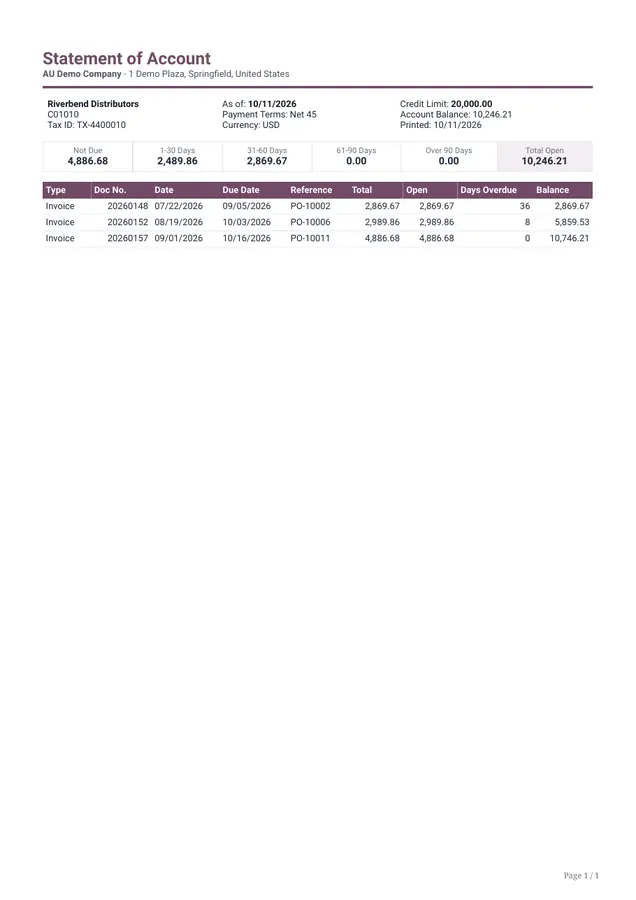 Statement of Account
AU Demo Company - 1 Demo Plaza, Springfield, United States
Riverbend Distributors As of: 10/11/2026 Credit Limit: 20,000.00
C01010 Payment Terms: Net 45 Account Balance: 10,246.21
Tax ID: TX-4400010 Currency: USD Printed: 10/11/2026
Not Due 1-30 Days 31-60 Days 61-90 Days Over 90 Days Total Open
4,886.68 2,489.86 2,869.67 0.00 0.00 10,246.21
Type Doc No. Date Due Date Reference Total Open Days Overdue Balance
Invoice 20260148 07/22/2026 09/05/2026 PO-10002 2,869.67 2,869.67 36 2,869.67
Invoice 20260152 08/19/2026 10/03/2026 PO-10006 2,989.86 2,989.86 8 5,859.53
Invoice 20260157 09/01/2026 10/16/2026 PO-10011 4,886.68 4,886.68 0 10,746.21
Page 1 / 1